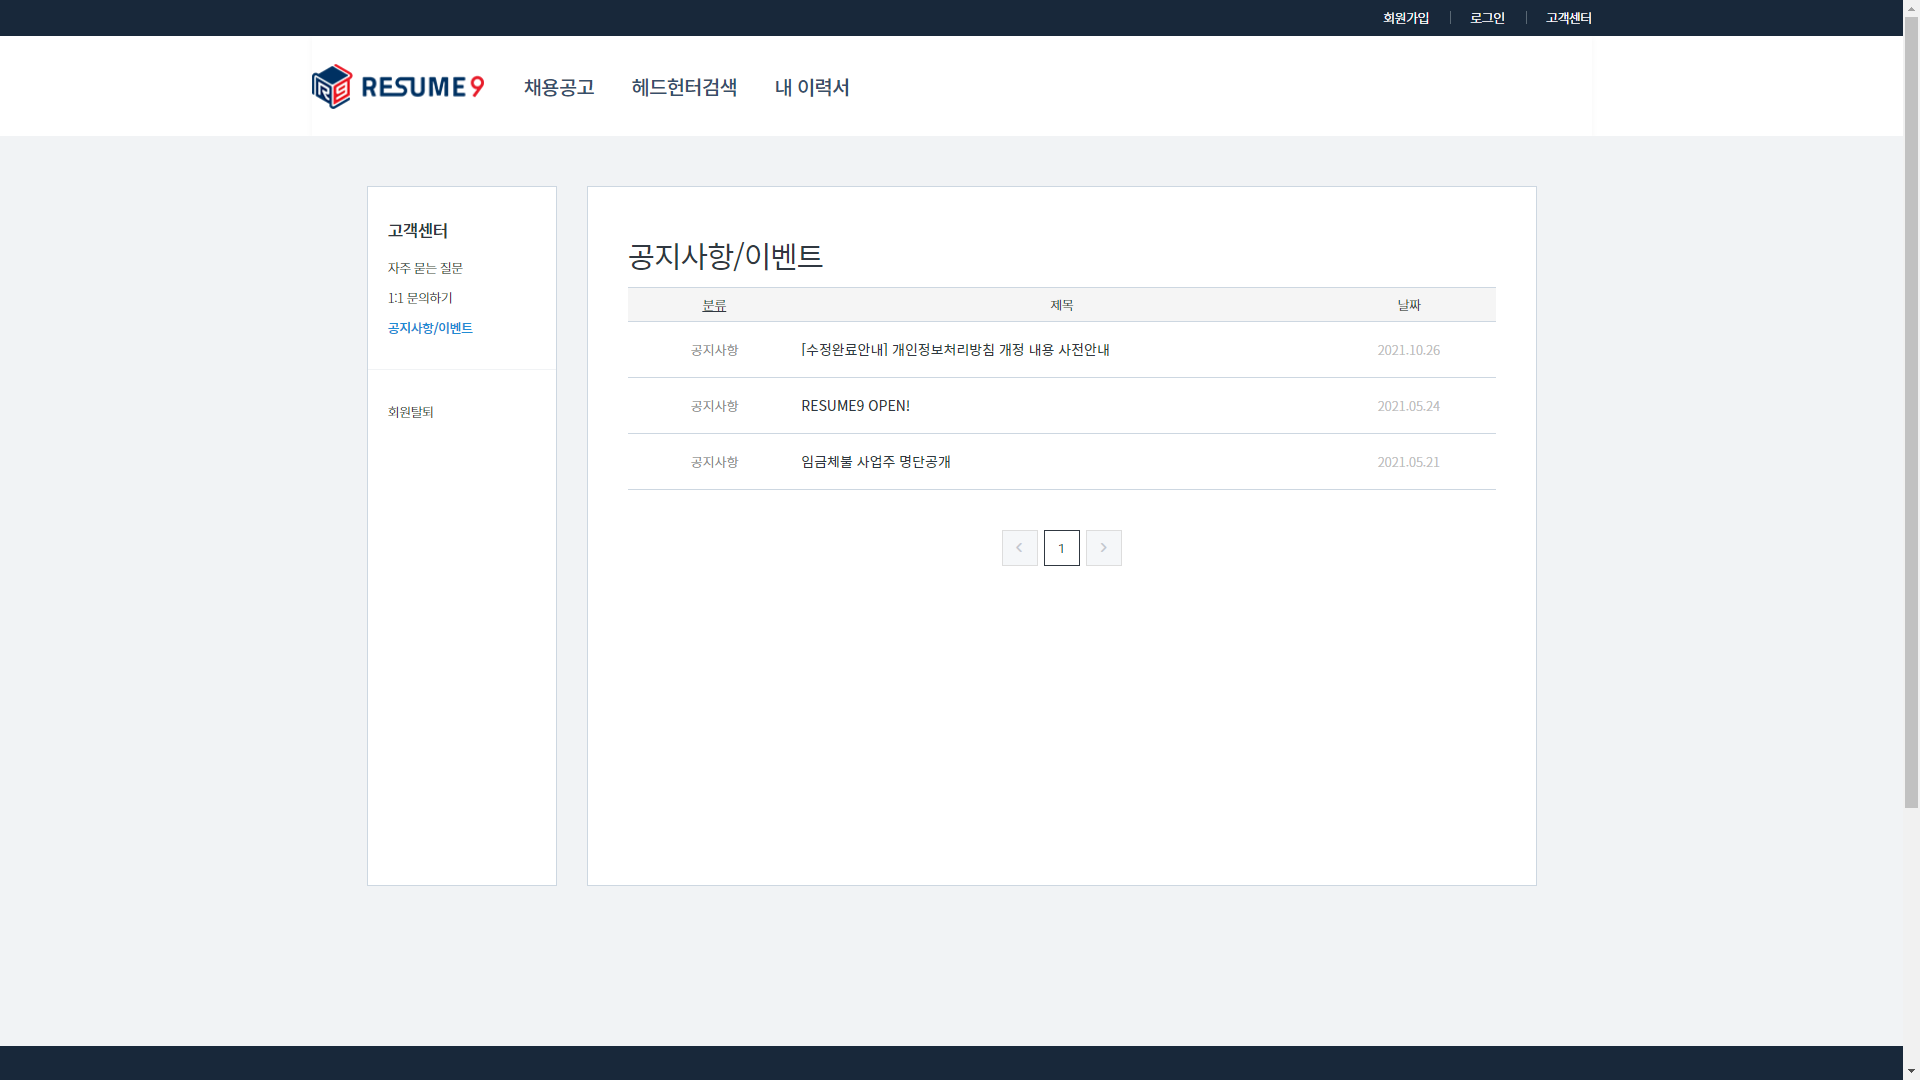 회원가입
로그인
고객센터
RESUME9
채용공고
헤드헌터검색
내 이력서
고객센터
자주 묻는 질문
1:1 문의하기
공지사항/이벤트
회원탈퇴
공지사항/이벤트
분류 제목 날짜
공지사항 [수정완료안내] 개인정보처리방침 개정 내용 사전안내 2021.10.26
공지사항 RESUME9 OPEN! 2021.05.24
공지사항 임금체불 사업주 명단공개 2021.05.21
1